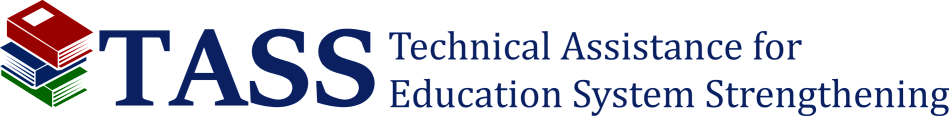 TASS
Technical Assistance for
Education System Strengthening